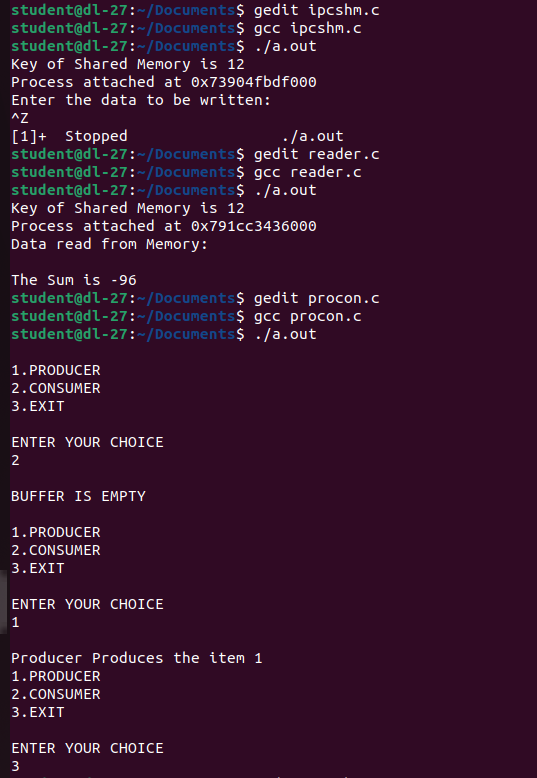 student@dl-27:~/Documents$ gedit ipcshm.c
student@dl-27:~/Documents$ gcc ipcshm.c
student@dl-27:~/Documents$ ./a.out
Key of Shared Memory is 12
Process attached at 0x73904fbdf000
Enter the data to be written:
^Z
[1]+  Stopped                 ./a.out
student@dl-27:~/Documents$ gedit reader.c
student@dl-27:~/Documents$ gcc reader.c
student@dl-27:~/Documents$ ./a.out
Key of Shared Memory is 12
Process attached at 0x791cc3436000
Data read from Memory:
The Sum is -96
student@dl-27:~/Documents$ gedit procon.c
student@dl-27:~/Documents$ gcc procon.c
student@dl-27:~/Documents$ ./a.out
1.PRODUCER
2.CONSUMER
3.EXIT
ENTER YOUR CHOICE
2
BUFFER IS EMPTY
1.PRODUCER
2.CONSUMER
3.EXIT
ENTER YOUR CHOICE
1
Producer Produces the item 1
1.PRODUCER
2.CONSUMER
3.EXIT
ENTER YOUR CHOICE
3